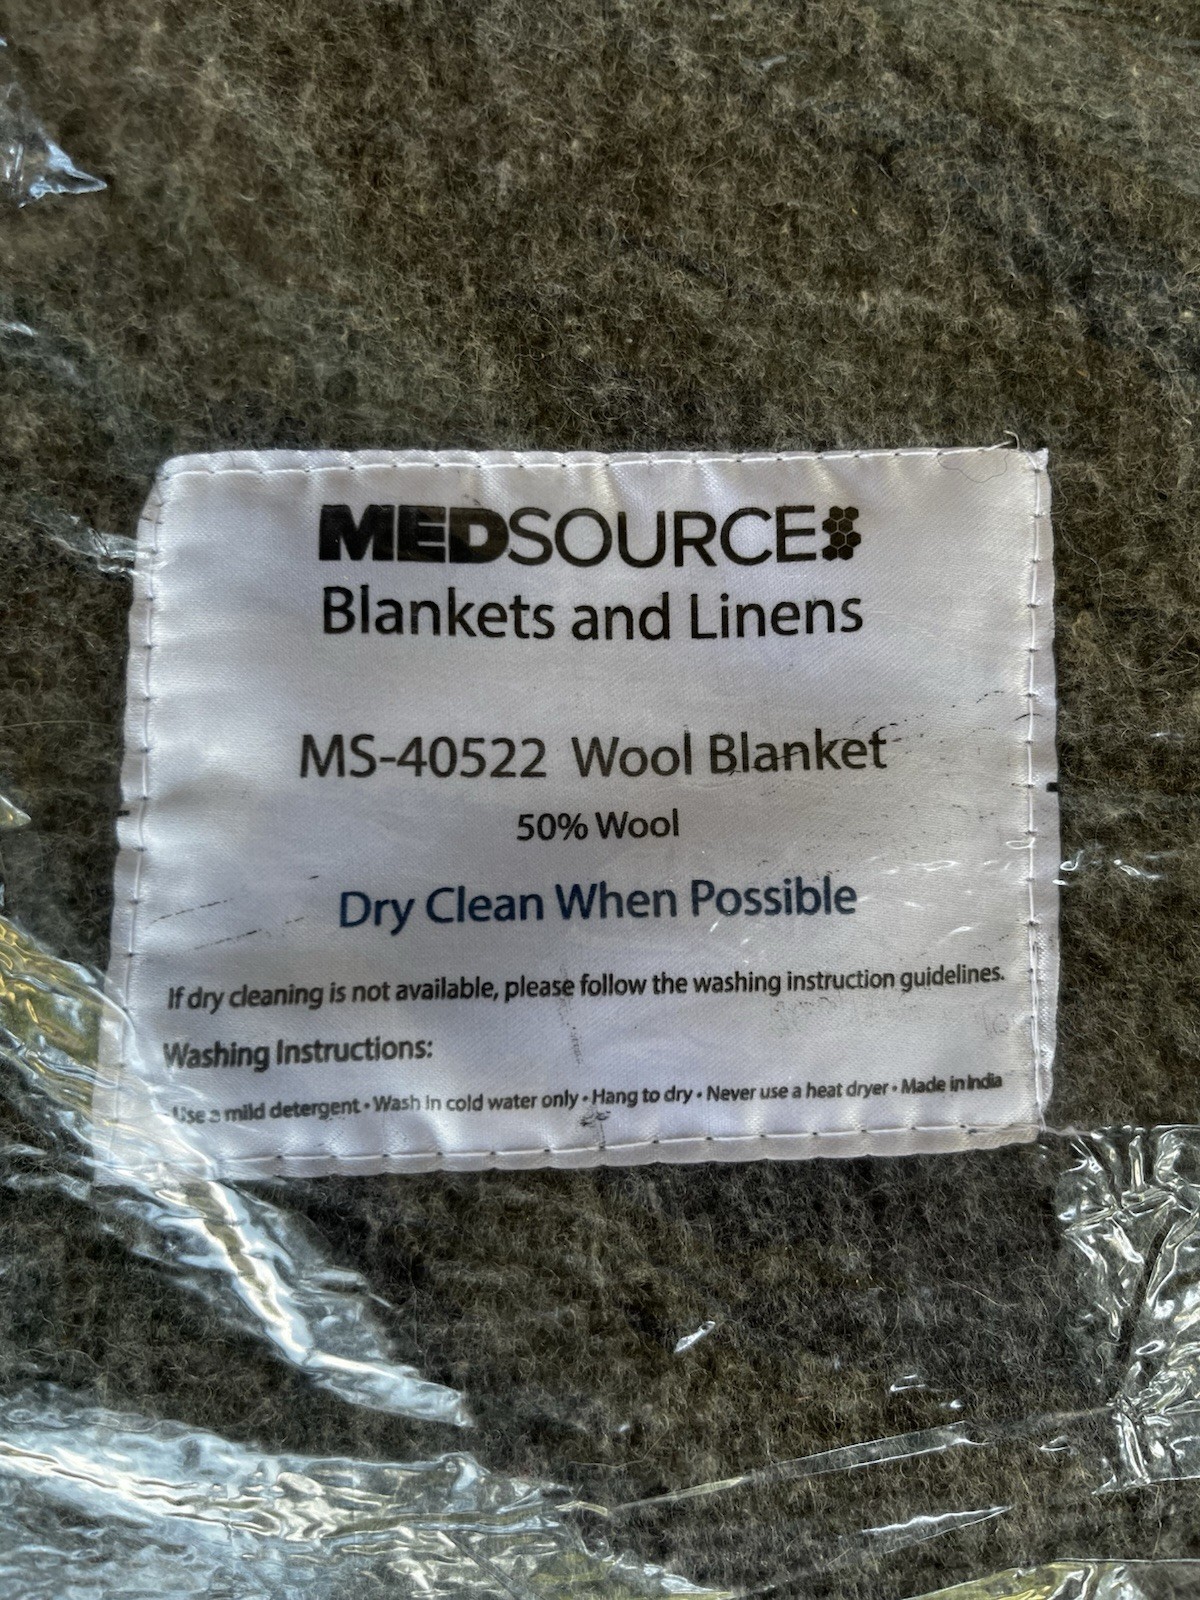 MEDSOURCE
Blankets and Linens
MS-40522 Wool Blanket
50% Wool
Dry Clean When Possible
If dry cleaning is not available, please follow the washing instruction guidelines.
Washing Instructions:
Use a mild detergent • Wash in cold water only • Hang to dry • Never use a heat dryer • Made in India